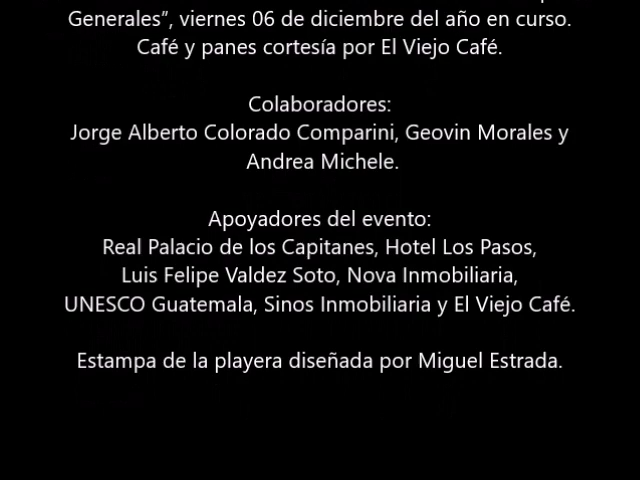 Generales”, viernes 06 de diciembre del año en curso.
Café y panes cortesía por El Viejo Café.
Colaboradores:
Jorge Alberto Colorado Comparini, Geovin Morales y
Andrea Michele.
Apoyadores del evento:
Real Palacio de los Capitanes, Hotel Los Pasos,
Luis Felipe Valdez Soto, Nova Inmobiliaria,
UNESCO Guatemala, Sinos Inmobiliaria y El Viejo Café.
Estampa de la playera diseñada por Miguel Estrada.